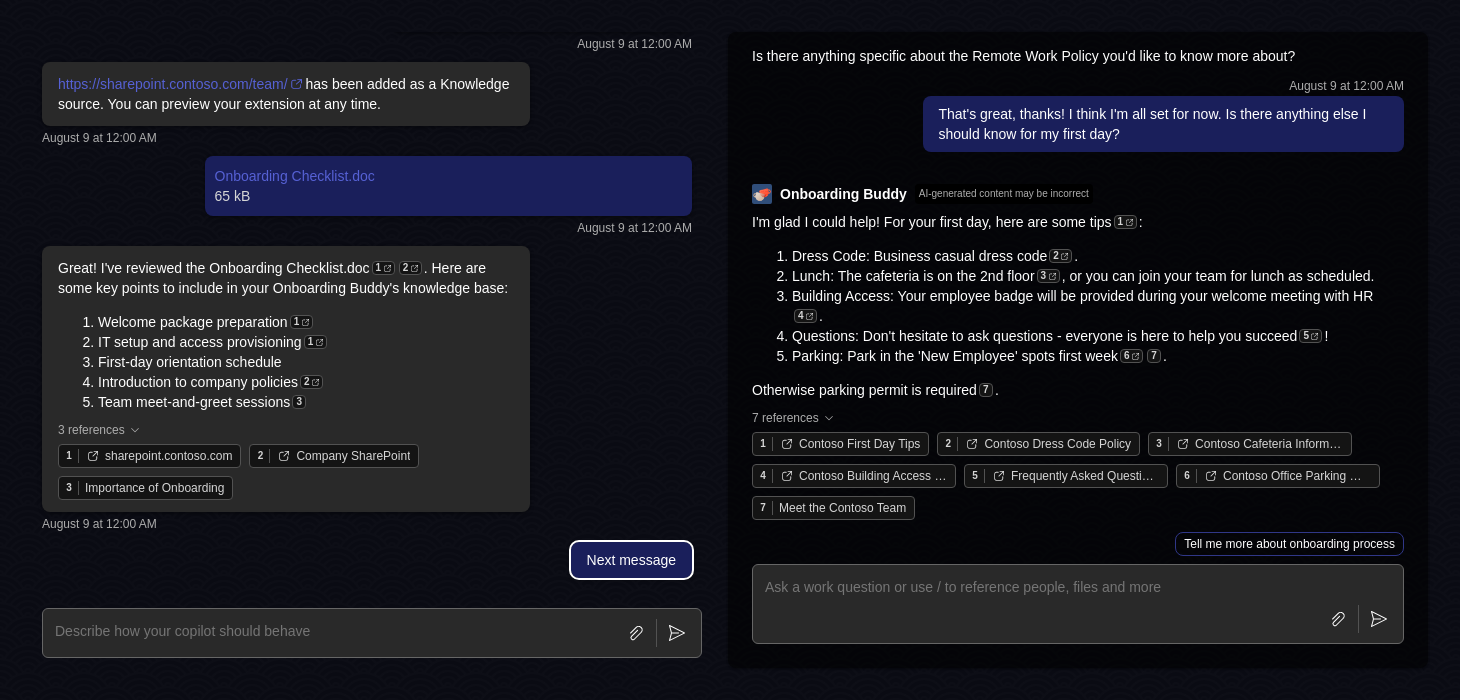 August 9 at 12:00 AM
https://sharepoint.contoso.com/team/ has been added as a Knowledge
source. You can preview your extension at any time.
August 9 at 12:00 AM
Onboarding Checklist.doc
65 kB
August 9 at 12:00 AM
Great! I've reviewed the Onboarding Checklist.doc 1 2 . Here are
some key points to include in your Onboarding Buddy's knowledge base:
1. Welcome package preparation 1
2. IT setup and access provisioning 1
3. First-day orientation schedule
4. Introduction to company policies 2
5. Team meet-and-greet sessions 3
3 references
1 sharepoint.contoso.com 2 Company SharePoint
3 Importance of Onboarding
August 9 at 12:00 AM
Next message
Describe how your copilot should behave
Is there anything specific about the Remote Work Policy you'd like to know more about?
August 9 at 12:00 AM
That's great, thanks! I think I'm all set for now. Is there anything else I
should know for my first day?
Onboarding Buddy AI-generated content may be incorrect
I'm glad I could help! For your first day, here are some tips 1 :
1. Dress Code: Business casual dress code 2 .
2. Lunch: The cafeteria is on the 2nd floor 3 , or you can join your team for lunch as scheduled.
3. Building Access: Your employee badge will be provided during your welcome meeting with HR
4 .
4. Questions: Don't hesitate to ask questions - everyone is here to help you succeed 5 !
5. Parking: Park in the 'New Employee' spots first week 6 7 .
Otherwise parking permit is required 7 .
7 references
1 Contoso First Day Tips 2 Contoso Dress Code Policy 3 Contoso Cafeteria Inform…
4 Contoso Building Access … 5 Frequently Asked Questi… 6 Contoso Office Parking …
7 Meet the Contoso Team
Tell me more about onboarding process
Ask a work question or use / to reference people, files and more